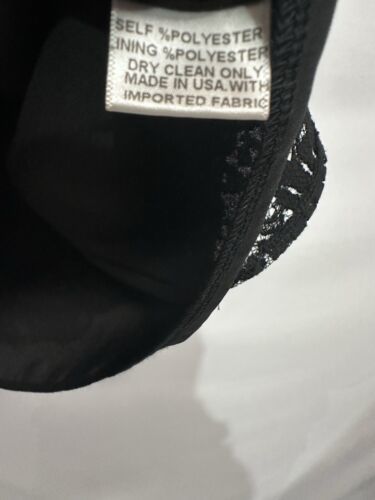 SELF %POLYESTER
INING %POLYESTER
DRY CLEAN ONLY
MADE IN USA.WITH
IMPORTED FABRIC